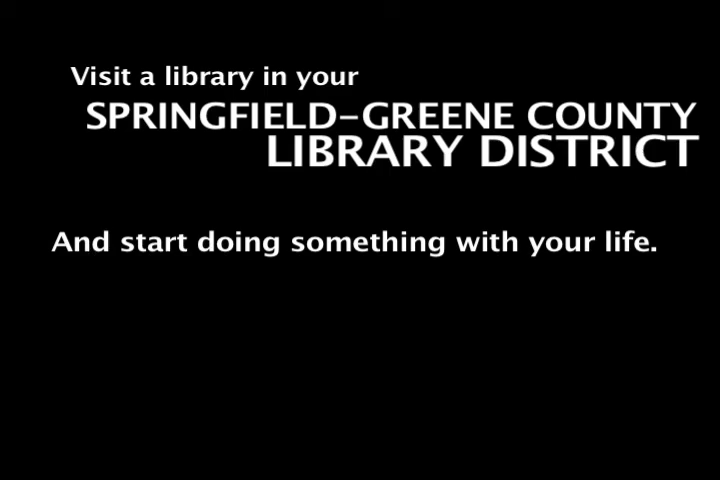 Visit a library in your
SPRINGFIELD–GREENE COUNTY
LIBRARY DISTRICT
And start doing something with your life.